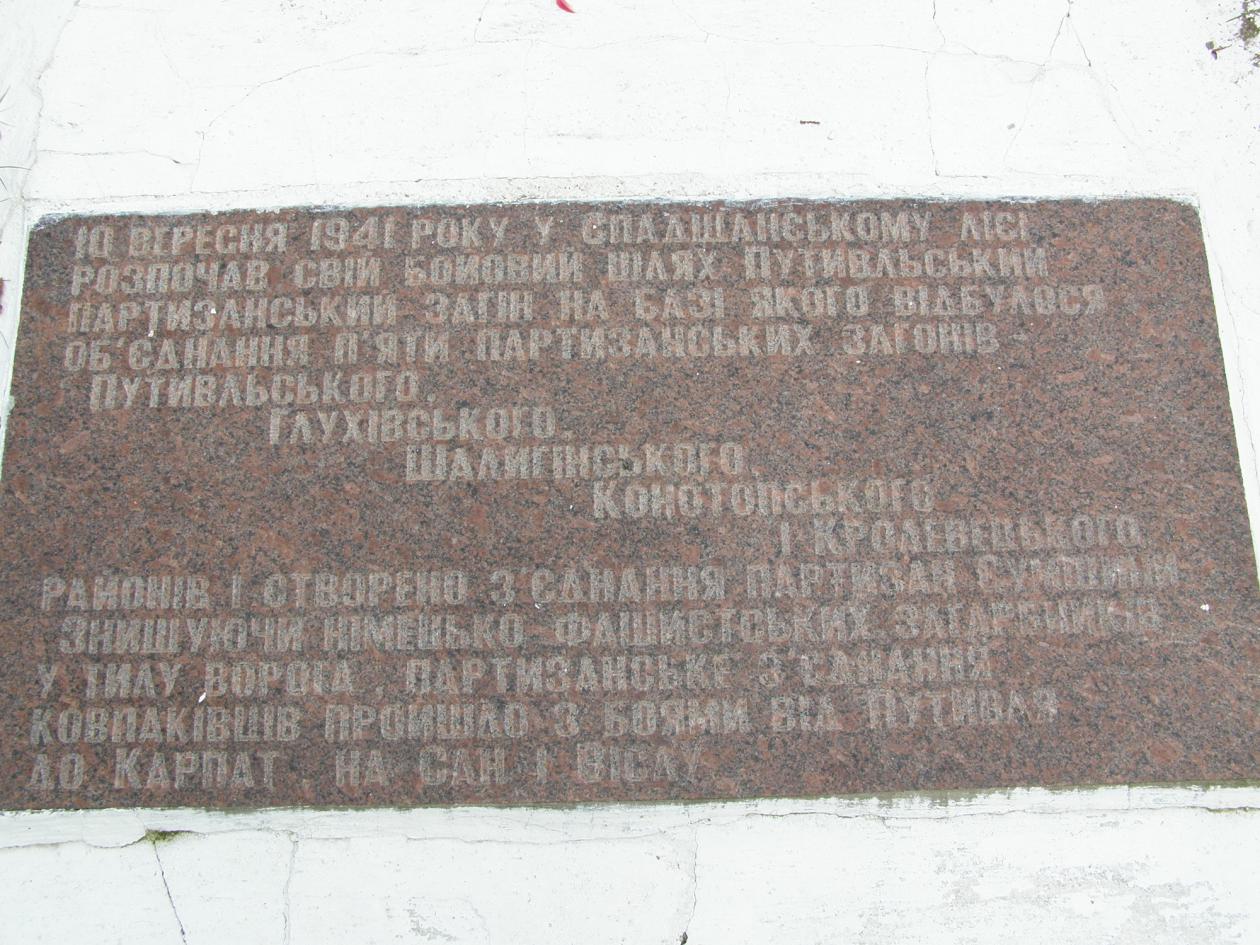 10 ВЕРЕСНЯ 1941 РОКУ У СПАДЩАНСЬКОМУ ЛІСІ
РОЗПОЧАВ СВІЙ БОЙОВИЙ ШЛЯХ ПУТИВЛЬСЬКИЙ
ПАРТИЗАНСЬКИЙ ЗАГІН НА БАЗІ ЯКОГО ВІДБУЛОСЯ
ОБ'ЄДНАННЯ П'ЯТИ ПАРТИЗАНСЬКИХ ЗАГОНІВ -
ПУТИВЛЬСЬКОГО,
ГЛУХІВСЬКОГО,
ШАЛИГІНСЬКОГО,
КОНОТОПСЬКОГО
І КРОЛЕВЕЦЬКОГО
РАЙОНІВ І СТВОРЕНО З'ЄДНАННЯ ПАРТИЗАН СУМЩИНИ
ЗНИЩУЮЧИ НІМЕЦЬКО-ФАШИСТСЬКИХ ЗАГАРБНИКІВ
У ТИЛУ ВОРОГА, ПАРТИЗАНСЬКЕ З'ЄДНАННЯ
КОВПАКІВЦІВ ПРОЙШЛО З БОЯМИ ВІД ПУТИВЛЯ
ДО КАРПАТ НА САН І ВІСЛУ